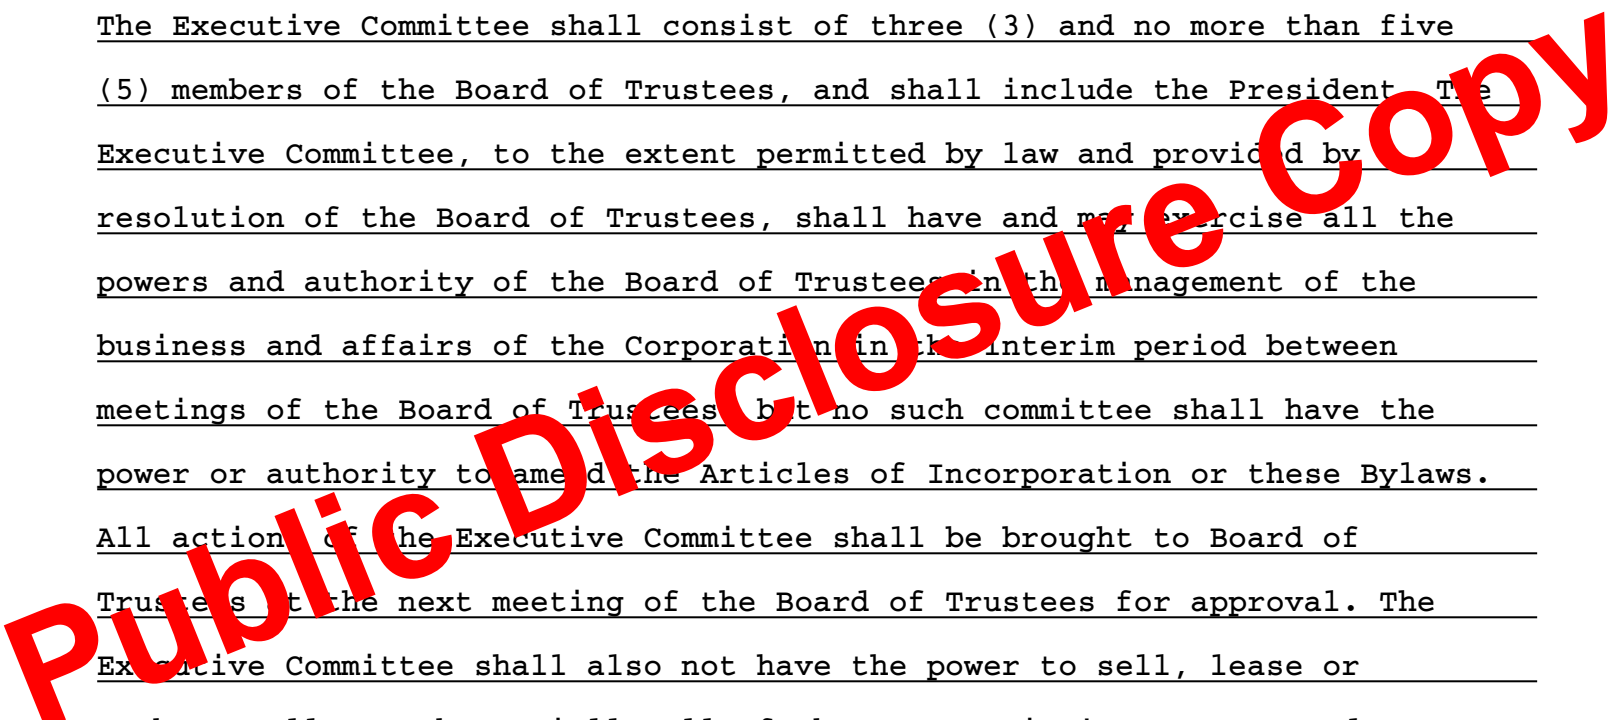 The Executive Committee shall consist of three (3) and no more than five
(5) members of the Board of Trustees, and shall include the President. The
Executive Committee, to the extent permitted by law and provided by
resolution of the Board of Trustees, shall have and may exercise all the
powers and authority of the Board of Trustees in the management of the
business and affairs of the Corporation in the interim period between
meetings of the Board of Trustees, but no such committee shall have the
power or authority to amend the Articles of Incorporation or these Bylaws.
All actions of the Executive Committee shall be brought to Board of
Trustees at the next meeting of the Board of Trustees for approval. The
Executive Committee shall also not have the power to sell, lease or
Public Disclosure Copy